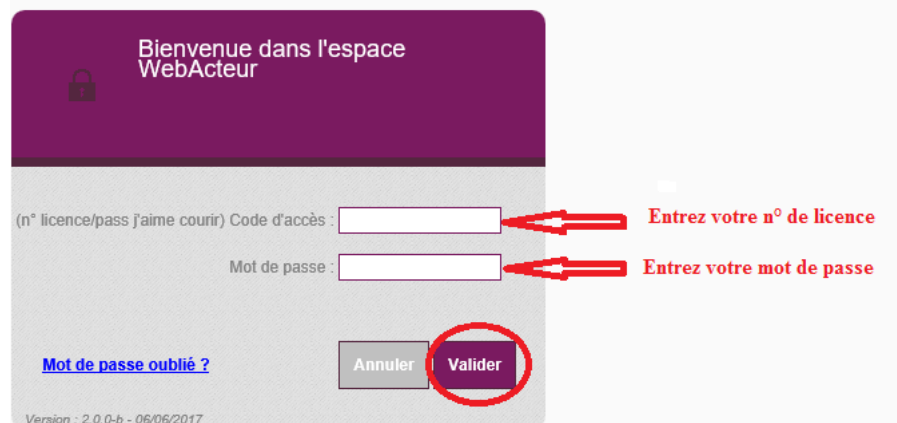 Bienvenue dans l'espace
WebActeur
(n° licence/pass j'aime courir) Code d'accès :
Entrez votre n° de licence
Mot de passe :
Entrez votre mot de passe
Mot de passe oublié ?
Annuler
Valider
Version : 2.0.0-b - 06/06/2017